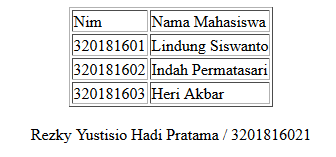 Nim Nama Mahasiswa
320181601 Lindung Siswanto
320181602 Indah Permatasari
320181603 Heri Akbar
Rezky Yustisio Hadi Pratama / 3201816021